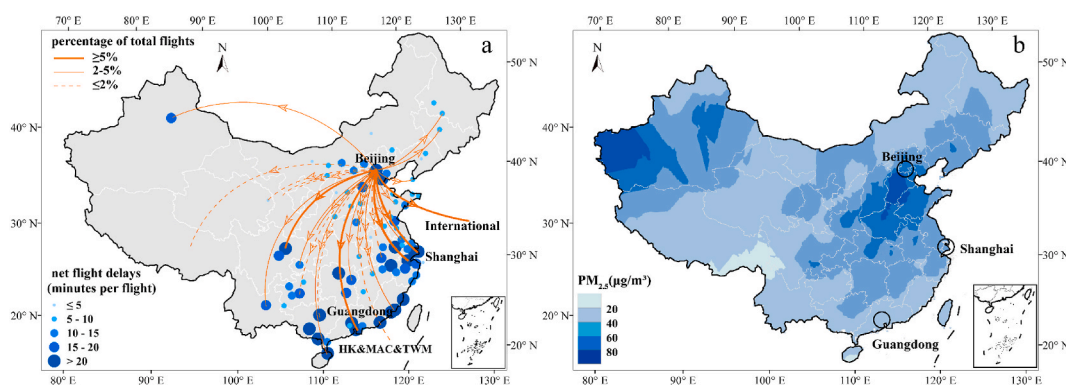 80° E
90° E
100° E
110° E
120° E
130° E
percentage of total flights
≥5%
2-5%
≤2%
N
a
50° N
40° N
40° N
30° N
30° N
20° N
20° N
Beijing
International
Shanghai
Guangdong
HK&MAC&TWM
net flight delays
(minutes per flight)
≤ 5
5 - 10
10 - 15
15 - 20
> 20
80° E
90° E
100° E
110° E
120° E
130° E
70° E
80° E
90° E
100° E
110° E
120° E
130° E
N
b
50° N
40° N
40° N
30° N
30° N
20° N
20° N
Beijing
Shanghai
Guangdong
PM2.5(μg/m³)
20
40
60
80
80° E
90° E
100° E
110° E
120° E
130° E